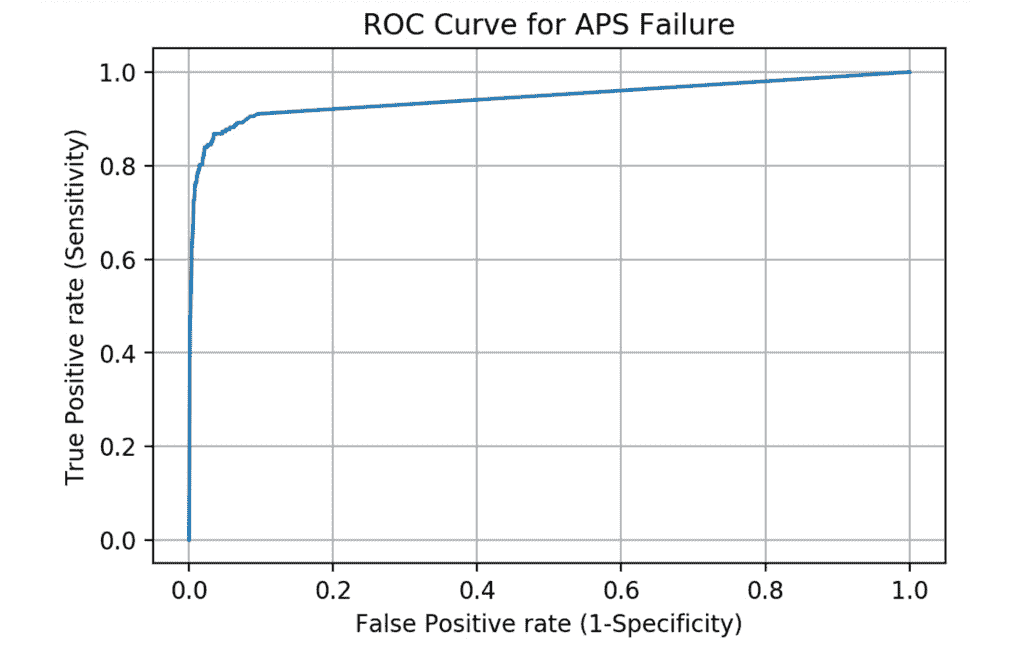 ROC Curve for APS Failure
True Positive rate (Sensitivity)
1.0
0.8
0.6
0.4
0.2
0.0
0.0 0.2 0.4 0.6 0.8 1.0
False Positive rate (1-Specificity)